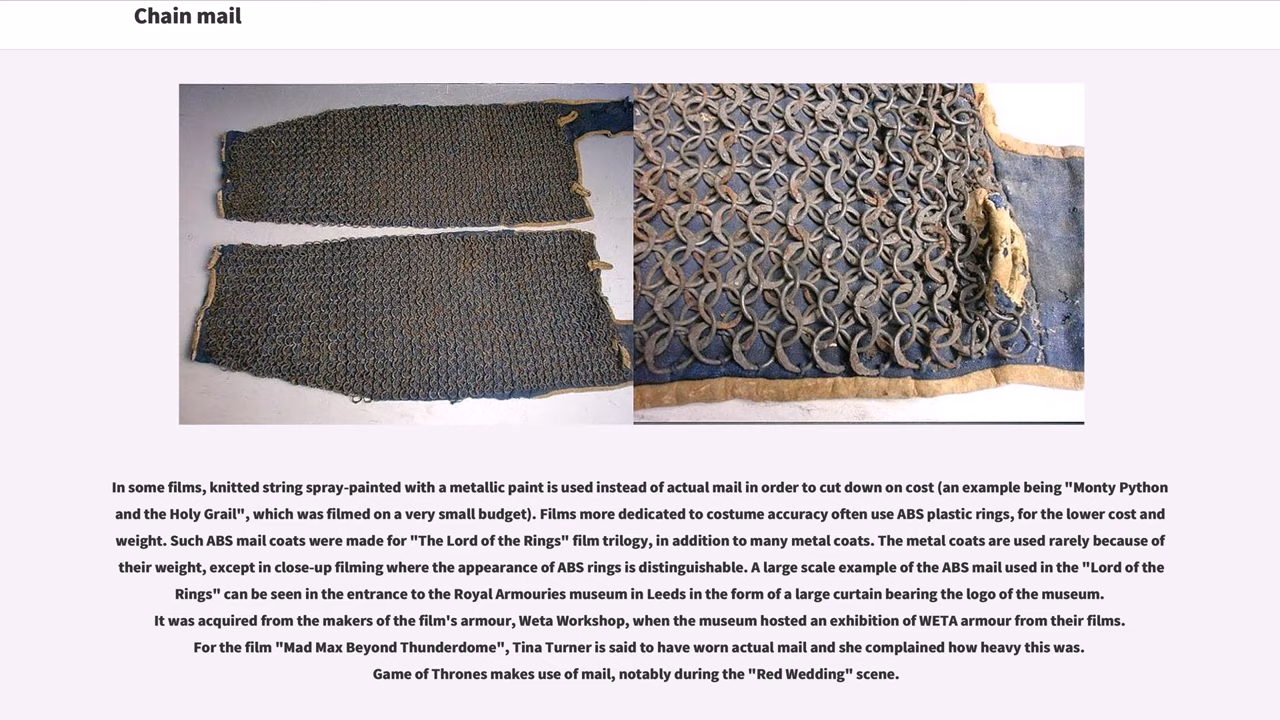 Chain mail
In some films, knitted string spray-painted with a metallic paint is used instead of actual mail in order to cut down on cost (an example being "Monty Python
and the Holy Grail", which was filmed on a very small budget). Films more dedicated to costume accuracy often use ABS plastic rings, for the lower cost and
weight. Such ABS mail coats were made for "The Lord of the Rings" film trilogy, in addition to many metal coats. The metal coats are used rarely because of
their weight, except in close-up filming where the appearance of ABS rings is distinguishable. A large scale example of the ABS mail used in the "Lord of the
Rings" can be seen in the entrance to the Royal Armouries museum in Leeds in the form of a large curtain bearing the logo of the museum.
It was acquired from the makers of the film's armour, Weta Workshop, when the museum hosted an exhibition of WETA armour from their films.
For the film "Mad Max Beyond Thunderdome", Tina Turner is said to have worn actual mail and she complained how heavy this was.
Game of Thrones makes use of mail, notably during the "Red Wedding" scene.